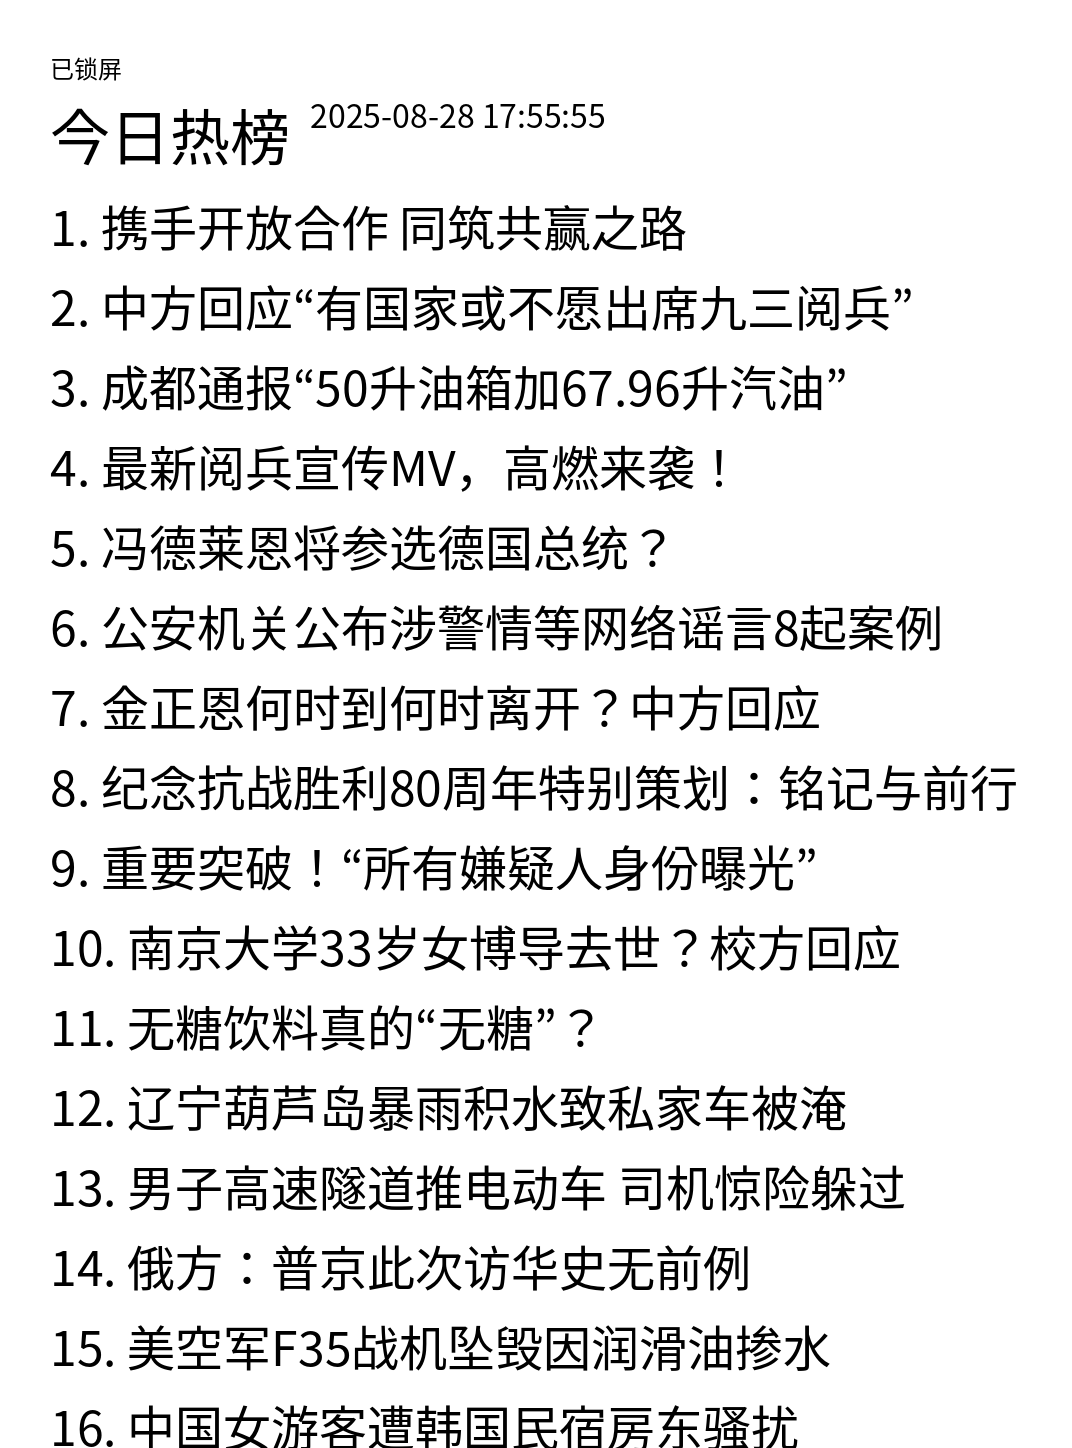 已锁屏
今日热榜 2025-08-28 17:55:55
1. 携手开放合作 同筑共赢之路
2. 中方回应“有国家或不愿出席九三阅兵”
3. 成都通报“50升油箱加67.96升汽油”
4. 最新阅兵宣传MV，高燃来袭！
5. 冯德莱恩将参选德国总统？
6. 公安机关公布涉警情等网络谣言8起案例
7. 金正恩何时到何时离开？中方回应
8. 纪念抗战胜利80周年特别策划：铭记与前行
9. 重要突破！“所有嫌疑人身份曝光”
10. 南京大学33岁女博导去世？校方回应
11. 无糖饮料真的“无糖”？
12. 辽宁葫芦岛暴雨积水致私家车被淹
13. 男子高速隧道推电动车 司机惊险躲过
14. 俄方：普京此次访华史无前例
15. 美空军F35战机坠毁因润滑油掺水
16. 中国女游客遭韩国民宿房东骚扰